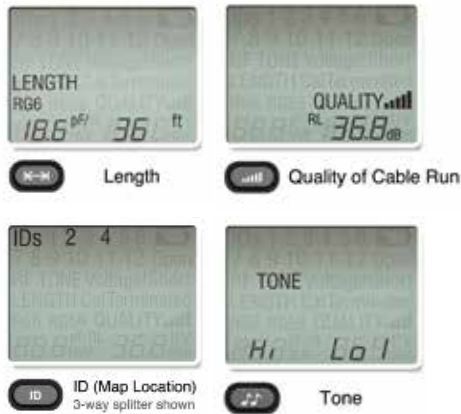 LENGTH
RG6
18.6 pF/ 36 ft
Length
QUALITY
RL 36.8 dB
Quality of Cable Run
IDs 2 4
ID
ID (Map Location)
3-way splitter shown
TONE
Hi Lo 1
Tone